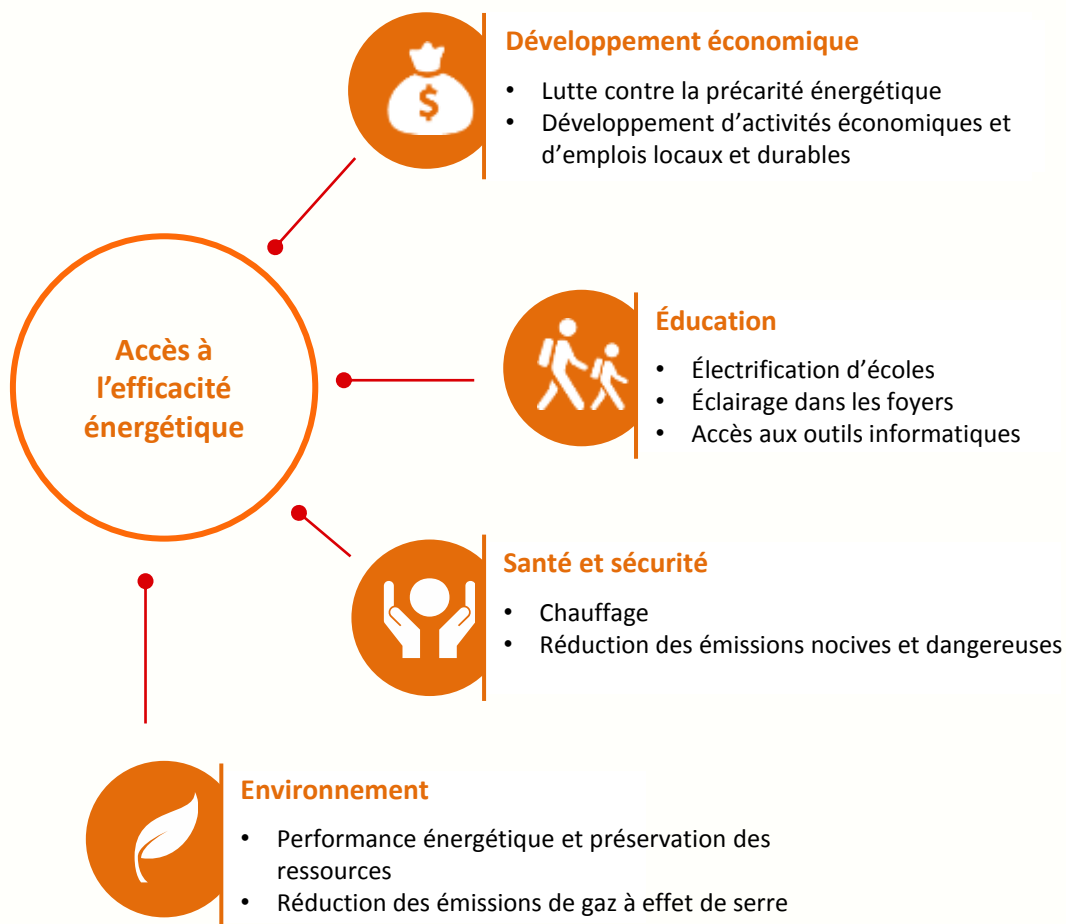 Développement économique
• Lutte contre la précarité énergétique
• Développement d’activités économiques et
d’emplois locaux et durables
Accès à
l’efficacité
énergétique
Éducation
• Électrification d’écoles
• Éclairage dans les foyers
• Accès aux outils informatiques
Santé et sécurité
• Chauffage
• Réduction des émissions nocives et dangereuses
Environnement
• Performance énergétique et préservation des
ressources
• Réduction des émissions de gaz à effet de serre